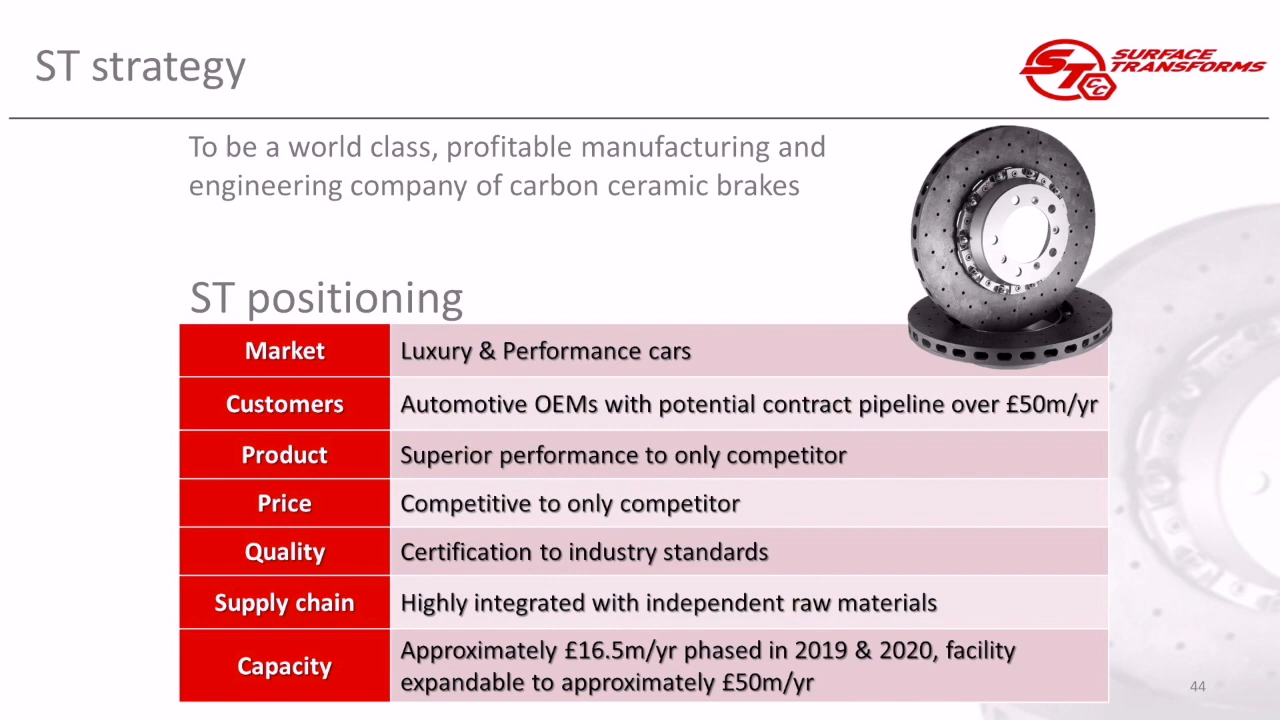 ST strategy
SURFACE
TRANSFORMS
ST
CC
To be a world class, profitable manufacturing and
engineering company of carbon ceramic brakes
ST positioning
Market
Luxury & Performance cars
Customers
Automotive OEMs with potential contract pipeline over £50m/yr
Product
Superior performance to only competitor
Price
Competitive to only competitor
Quality
Certification to industry standards
Supply chain
Highly integrated with independent raw materials
Capacity
Approximately £16.5m/yr phased in 2019 & 2020, facility
expandable to approximately £50m/yr
44